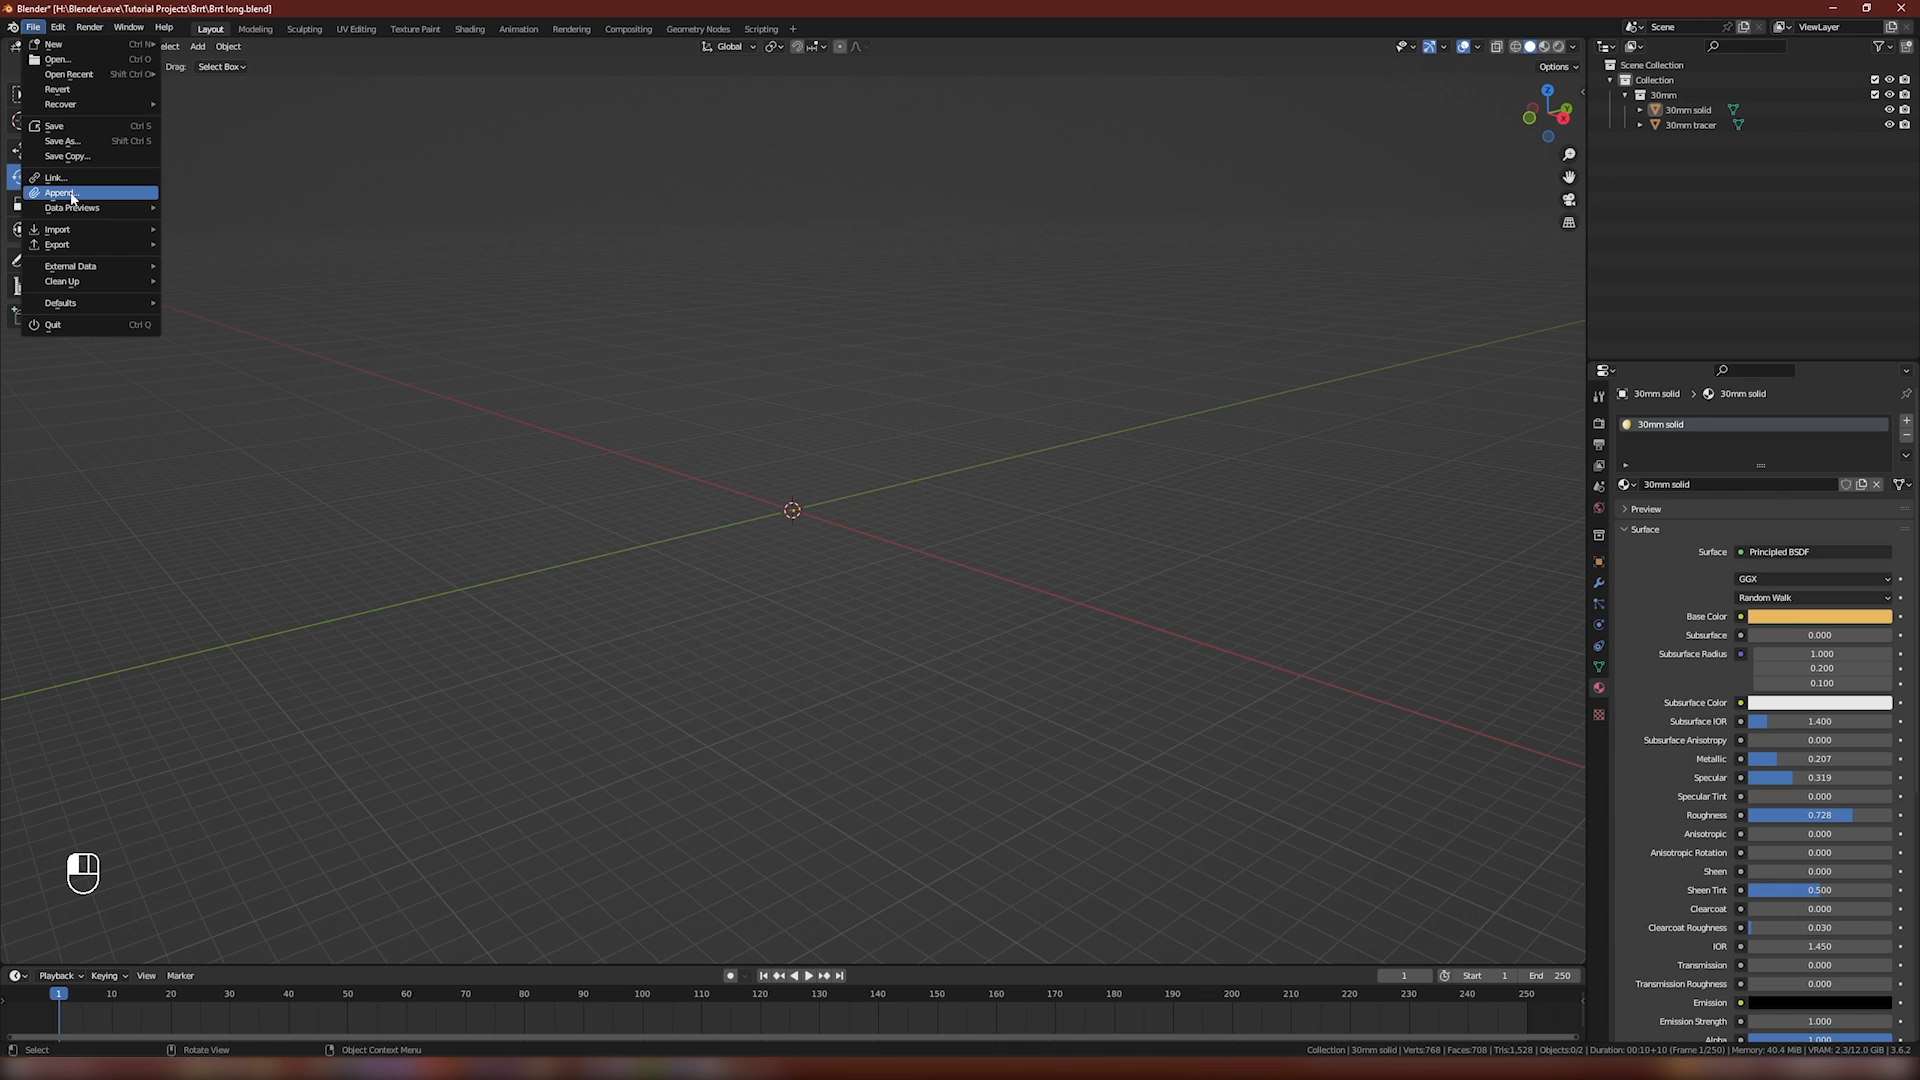 Blender* [H:\Blender\save\Tutorial Projects\Brrt\Brrt long.blend]
File Edit Render Window Help Layout Modeling Sculpting UV Editing Texture Paint Shading Animation Rendering Compositing Geometry Nodes Scripting + Scene ViewLayer
elect Add Object Global
Drag: Select Box Options
New Ctrl N
Open... Ctrl O
Open Recent Shift Ctrl O
Revert
Recover
Save Ctrl S
Save As... Shift Ctrl S
Save Copy...
Link...
Append...
Data Previews
Import
Export
External Data
Clean Up
Defaults
Quit Ctrl Q
Z
Y
X
Scene Collection
Collection
30mm
30mm solid
30mm tracer
30mm solid > 30mm solid
30mm solid
30mm solid
Preview
Surface
Surface Principled BSDF
GGX
Random Walk
Base Color
Subsurface 0.000
Subsurface Radius 1.000
0.200
0.100
Subsurface Color
Subsurface IOR 1.400
Subsurface Anisotropy 0.000
Metallic 0.207
Specular 0.319
Specular Tint 0.000
Roughness 0.728
Anisotropic 0.000
Anisotropic Rotation 0.000
Sheen 0.000
Sheen Tint 0.500
Clearcoat 0.000
Clearcoat Roughness 0.030
IOR 1.450
Transmission 0.000
Transmission Roughness 0.000
Emission
Emission Strength 1.000
Alpha 1.000
Playback Keying View Marker 1 Start 1 End 250
1 10 20 30 40 50 60 70 80 90 100 110 120 130 140 150 160 170 180 190 200 210 220 230 240 250
Select Rotate View Object Context Menu Collection | 30mm solid | Verts:768 | Faces:708 | Tris:1,528 | Objects:0/2 | Duration: 00:10+10 (Frame 1/250) | Memory: 40.4 MiB | VRAM: 2.3/12.0 GiB | 3.6.2